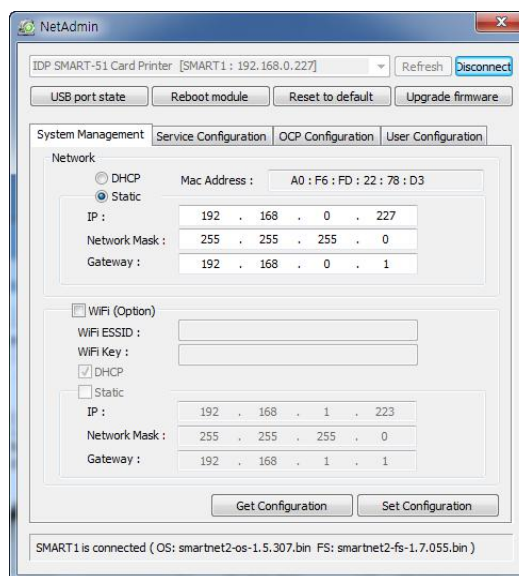 NetAdmin
IDP SMART-51 Card Printer [SMART1 : 192.168.0.227] Refresh Disconnect
USB port state Reboot module Reset to default Upgrade firmware
System Management Service Configuration OCP Configuration User Configuration
Network
DHCP Mac Address : A0 : F6 : FD : 22 : 78 : D3
Static
IP : 192 . 168 . 0 . 227
Network Mask : 255 . 255 . 255 . 0
Gateway : 192 . 168 . 0 . 1
WiFi (Option)
WiFi ESSID :
WiFi Key :
DHCP
Static
IP : 192 . 168 . 1 . 223
Network Mask : 255 . 255 . 255 . 0
Gateway : 192 . 168 . 1 . 1
Get Configuration Set Configuration
SMART1 is connected ( OS: smartnet2-os-1.5.307.bin FS: smartnet2-fs-1.7.055.bin )